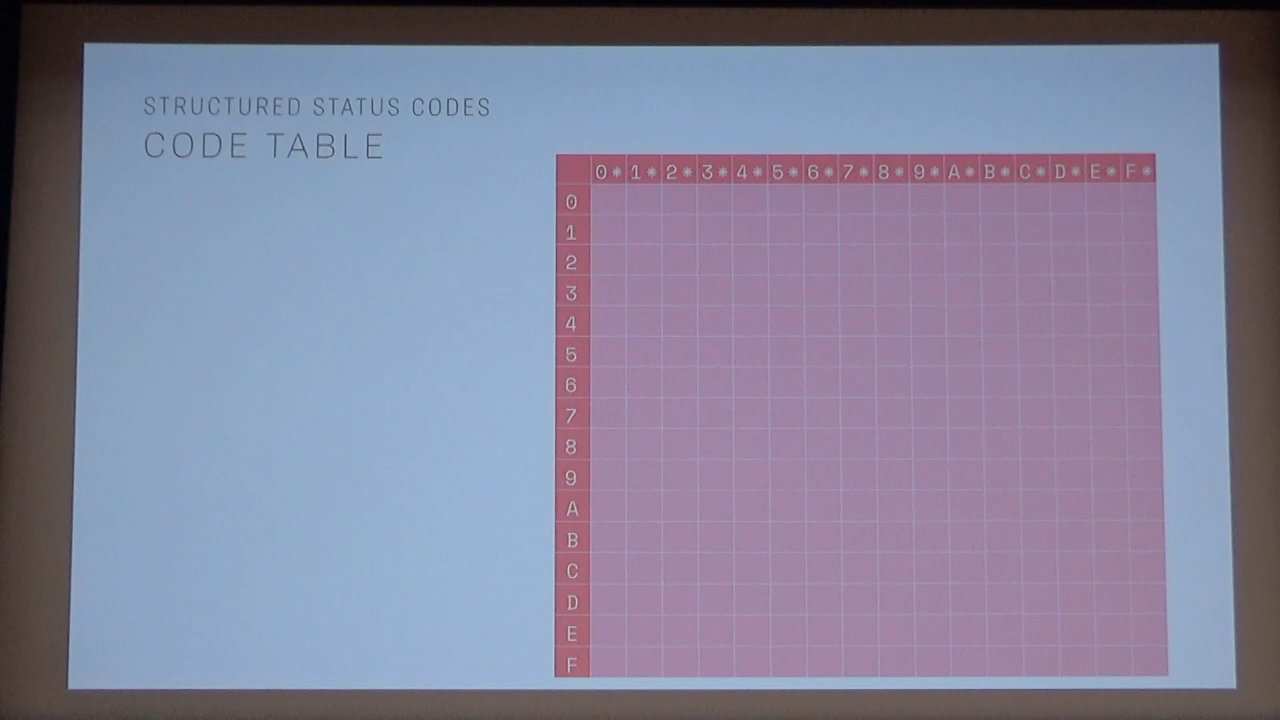 STRUCTURED STATUS CODES
CODE TABLE
0* 1* 2* 3* 4* 5* 6* 7* 8* 9* A* B* C* D* E* F*
0
1
2
3
4
5
6
7
8
9
A
B
C
D
E
F